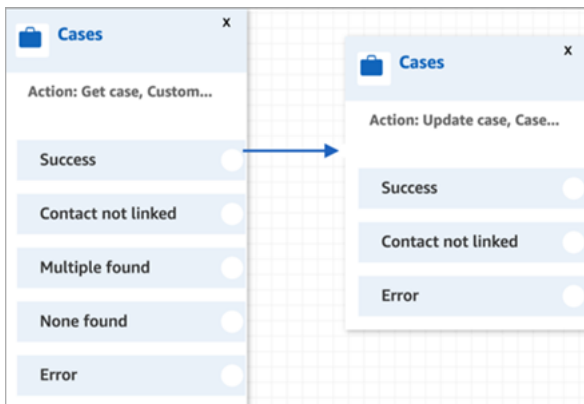 Cases
x
Action: Get case, Custom...
Success
Contact not linked
Multiple found
None found
Error
Cases
x
Action: Update case, Case...
Success
Contact not linked
Error